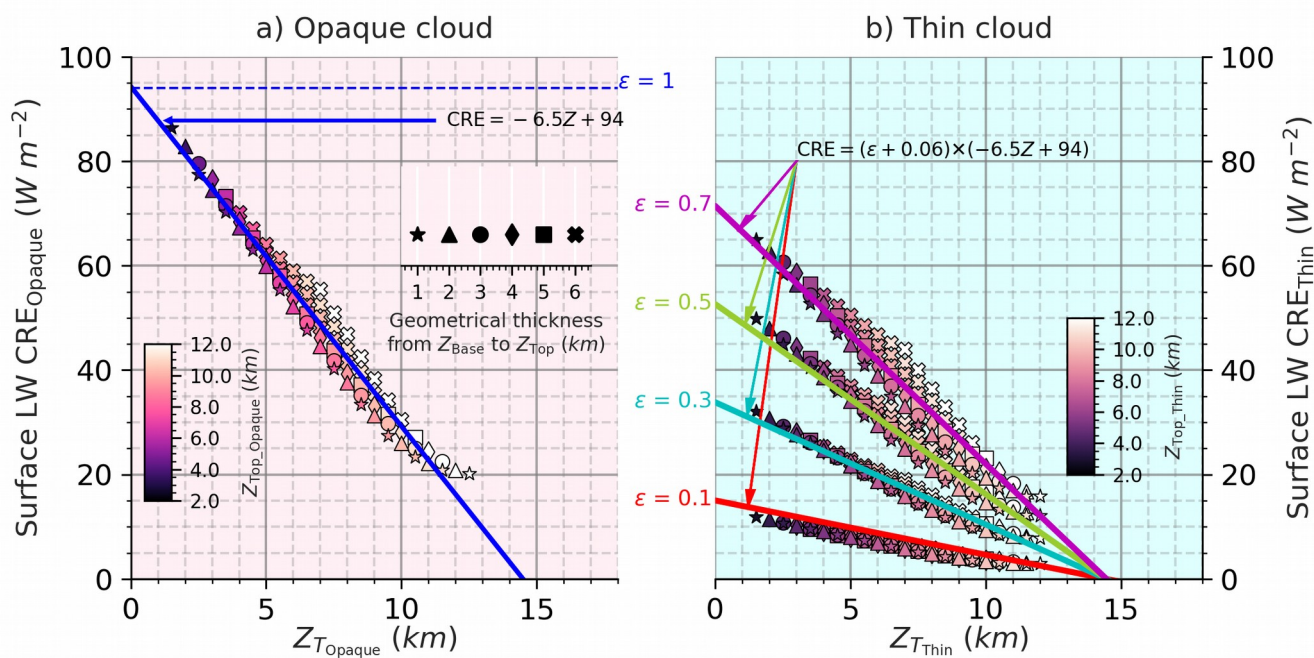 a) Opaque cloud
b) Thin cloud
Surface LW CRE_Opaque (W m⁻²)
100
80
60
40
20
0
0 5 10 15
Z_T_Opaque (km)
ε = 1
CRE = − 6.5Z + 94
1 2 3 4 5 6
Geometrical thickness
from Z_Base to Z_Top (km)
12.0
10.0
8.0
6.0
4.0
2.0
Z_Top_Opaque (km)
CRE = (ε + 0.06)×(−6.5Z + 94)
ε = 0.7
ε = 0.5
ε = 0.3
ε = 0.1
12.0
10.0
8.0
6.0
4.0
2.0
Z_Top_Thin (km)
0 5 10 15
Z_T_Thin (km)
100
80
60
40
20
0
Surface LW CRE_Thin (W m⁻²)